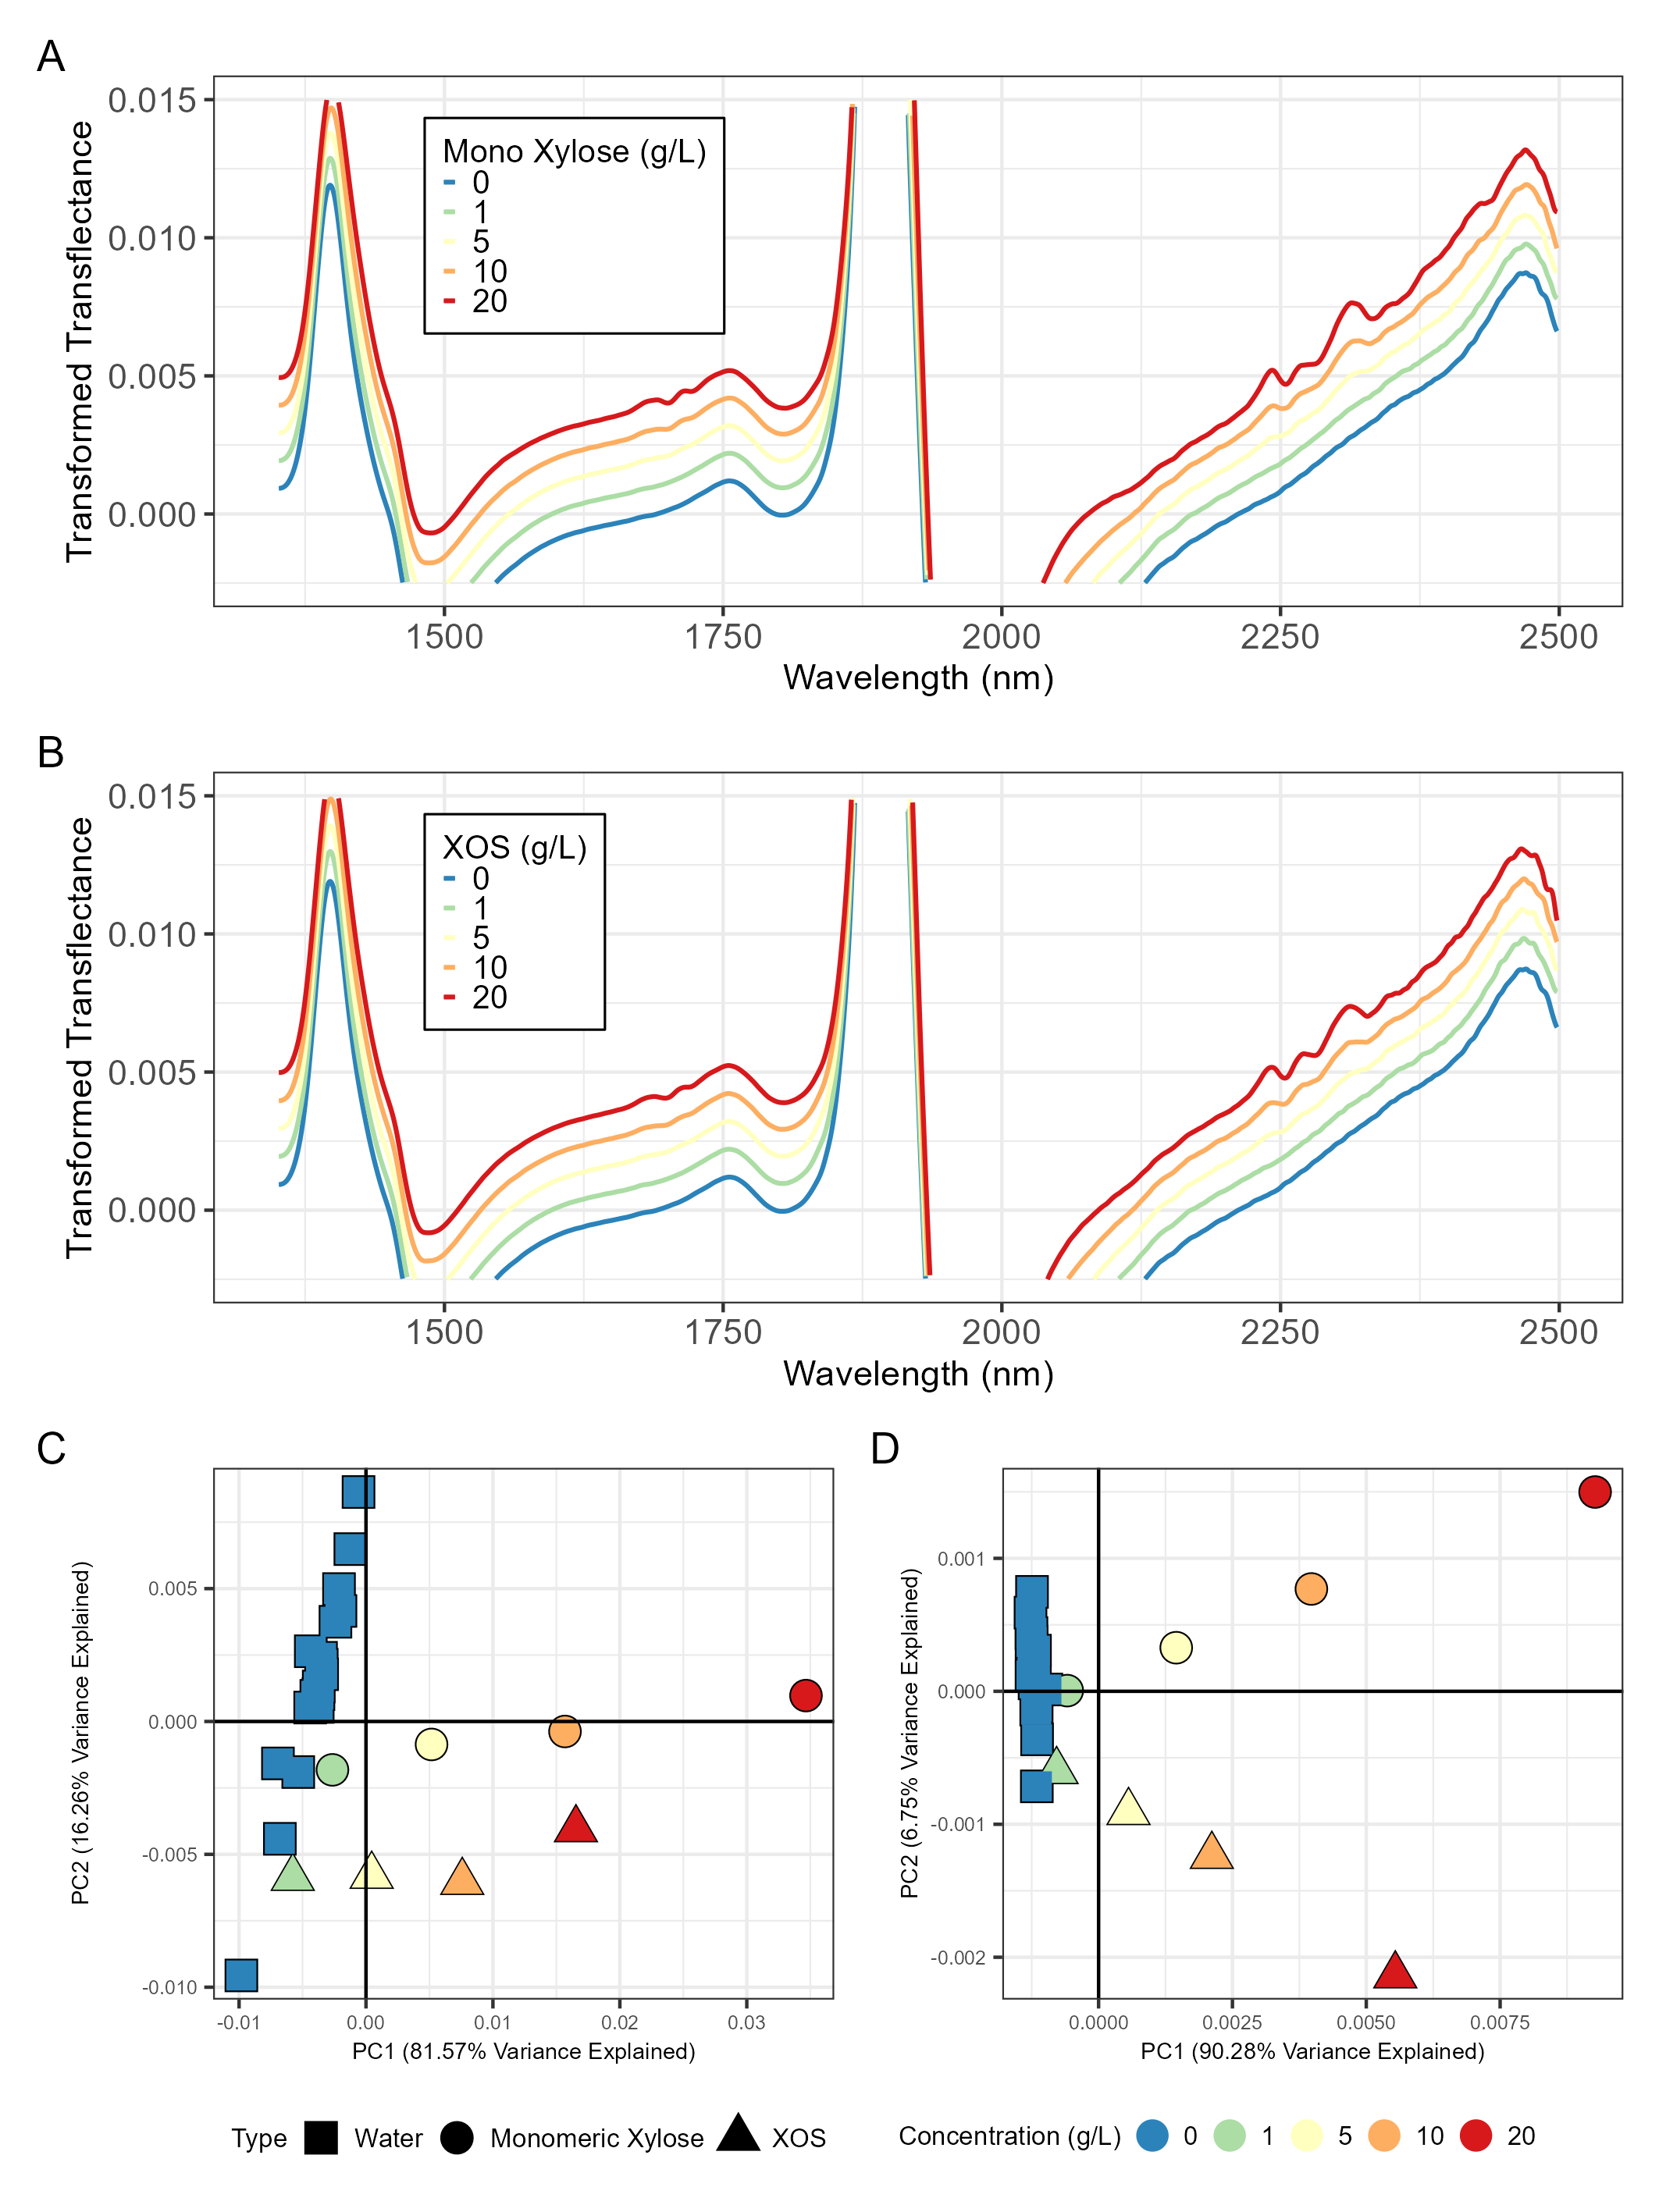 A
Transformed Transflectance
0.015
0.010
0.005
0.000
Mono Xylose (g/L)
0
1
5
10
20
1500 1750 2000 2250 2500
Wavelength (nm)
B
Transformed Transflectance
0.015
0.010
0.005
0.000
XOS (g/L)
0
1
5
10
20
1500 1750 2000 2250 2500
Wavelength (nm)
C
PC2 (16.26% Variance Explained)
0.005
0.000
-0.005
-0.010
-0.01 0.00 0.01 0.02 0.03
PC1 (81.57% Variance Explained)
D
PC2 (6.75% Variance Explained)
0.001
0.000
-0.001
-0.002
0.0000 0.0025 0.0050 0.0075
PC1 (90.28% Variance Explained)
Type Water Monomeric Xylose XOS
Concentration (g/L) 0 1 5 10 20